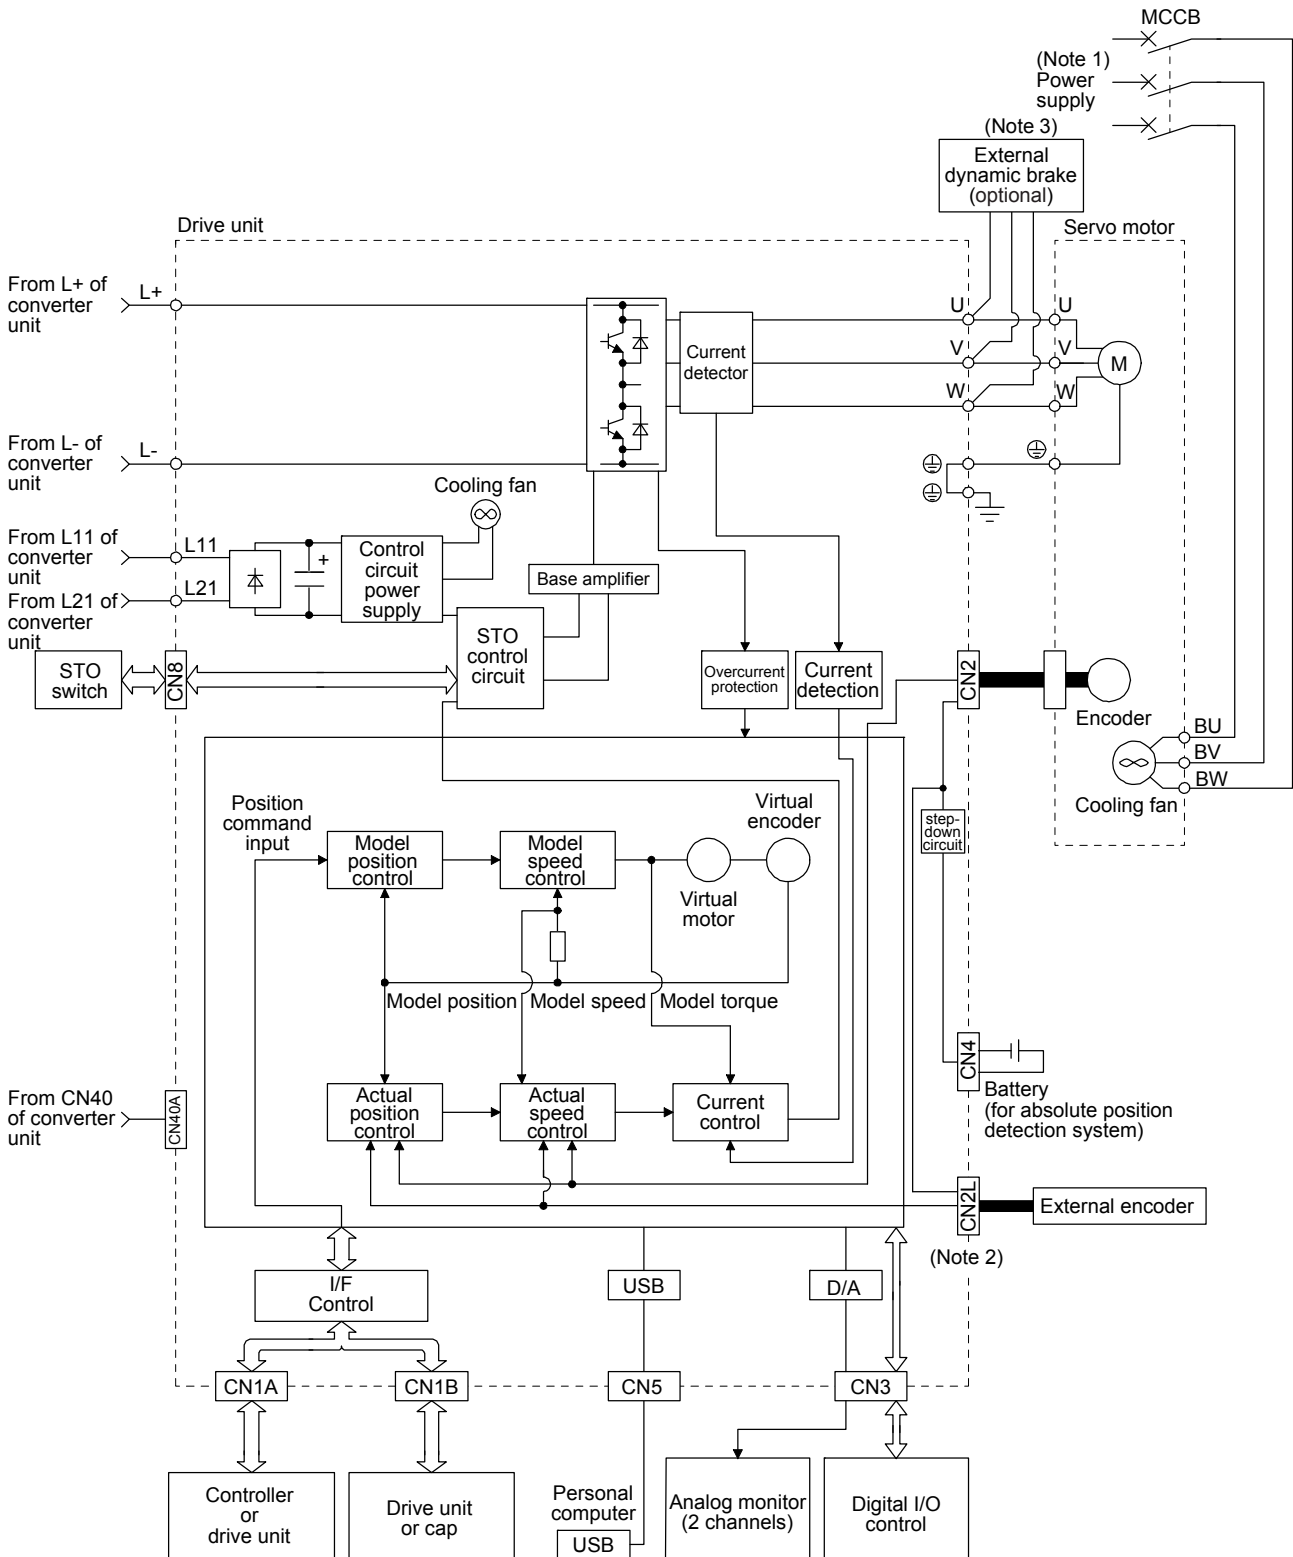 MCCB
(Note 1)
Power
supply
(Note 3)
External
dynamic brake
(optional)
Drive unit
Servo motor
From L+ of
converter
unit
L+
U
U
V
V
W
W
Current
detector
M
From L- of
converter
unit
L-
Cooling fan
From L11 of
converter
unit
L11
+
Control
circuit
power
supply
Base amplifier
From L21 of
converter
unit
L21
STO
control
circuit
STO
switch
CN8
Overcurrent
protection
Current
detection
CN2
Encoder
BU
BV
BW
Cooling fan
Position
command
input
Virtual
encoder
step-
down
circuit
Model
position
control
Model
speed
control
Virtual
motor
Model position
Model speed
Model torque
CN4
Battery
(for absolute position
detection system)
From CN40
of converter
unit
CN40A
Actual
position
control
Actual
speed
control
Current
control
CN2L
External encoder
(Note 2)
I/F
Control
USB
D/A
CN1A
CN1B
CN5
CN3
Controller
or
drive unit
Drive unit
or cap
Personal
computer
USB
Analog monitor
(2 channels)
Digital I/O
control